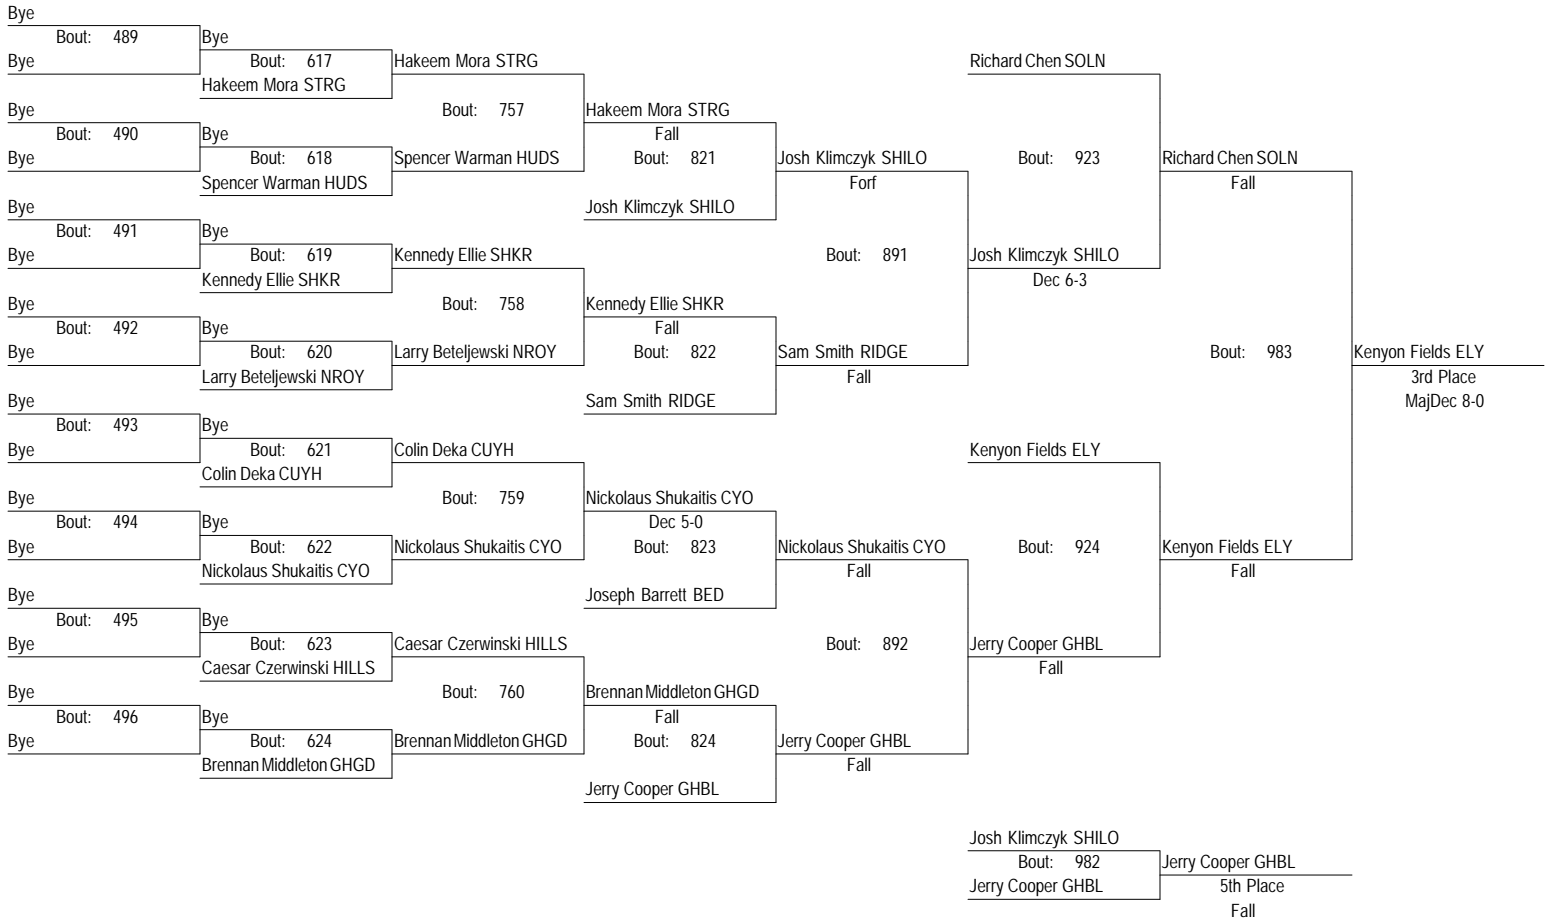 Bye
Bout: 489 Bye
Bye Bout: 617 Hakeem Mora STRG Richard Chen SOLN
Hakeem Mora STRG
Bye Bout: 757 Hakeem Mora STRG
Bout: 490 Bye Fall
Bye Bout: 618 Spencer Warman HUDS Bout: 821 Josh Klimczyk SHILO Bout: 923 Richard Chen SOLN
Spencer Warman HUDS Forf Fall
Bye Josh Klimczyk SHILO
Bout: 491 Bye
Bye Bout: 619 Kennedy Ellie SHKR Bout: 891 Josh Klimczyk SHILO
Kennedy Ellie SHKR Dec 6-3
Bye Bout: 758 Kennedy Ellie SHKR
Bout: 492 Bye Fall
Bye Bout: 620 Larry Beteljewski NROY Bout: 822 Sam Smith RIDGE Bout: 983 Kenyon Fields ELY
Larry Beteljewski NROY Fall 3rd Place
Bye Sam Smith RIDGE MajDec 8-0
Bout: 493 Bye
Bye Bout: 621 Colin Deka CUYH Kenyon Fields ELY
Colin Deka CUYH
Bye Bout: 759 Nickolaus Shukaitis CYO
Bout: 494 Bye Dec 5-0
Bye Bout: 622 Nickolaus Shukaitis CYO Bout: 823 Nickolaus Shukaitis CYO Bout: 924 Kenyon Fields ELY
Nickolaus Shukaitis CYO Fall Fall
Bye Joseph Barrett BED
Bout: 495 Bye
Bye Bout: 623 Caesar Czerwinski HILLS Bout: 892 Jerry Cooper GHBL
Caesar Czerwinski HILLS Fall
Bye Bout: 760 Brennan Middleton GHGD
Bout: 496 Bye Fall
Bye Bout: 624 Brennan Middleton GHGD Bout: 824 Jerry Cooper GHBL
Brennan Middleton GHGD Fall
Jerry Cooper GHBL
Josh Klimczyk SHILO
Bout: 982 Jerry Cooper GHBL
Jerry Cooper GHBL 5th Place
Fall